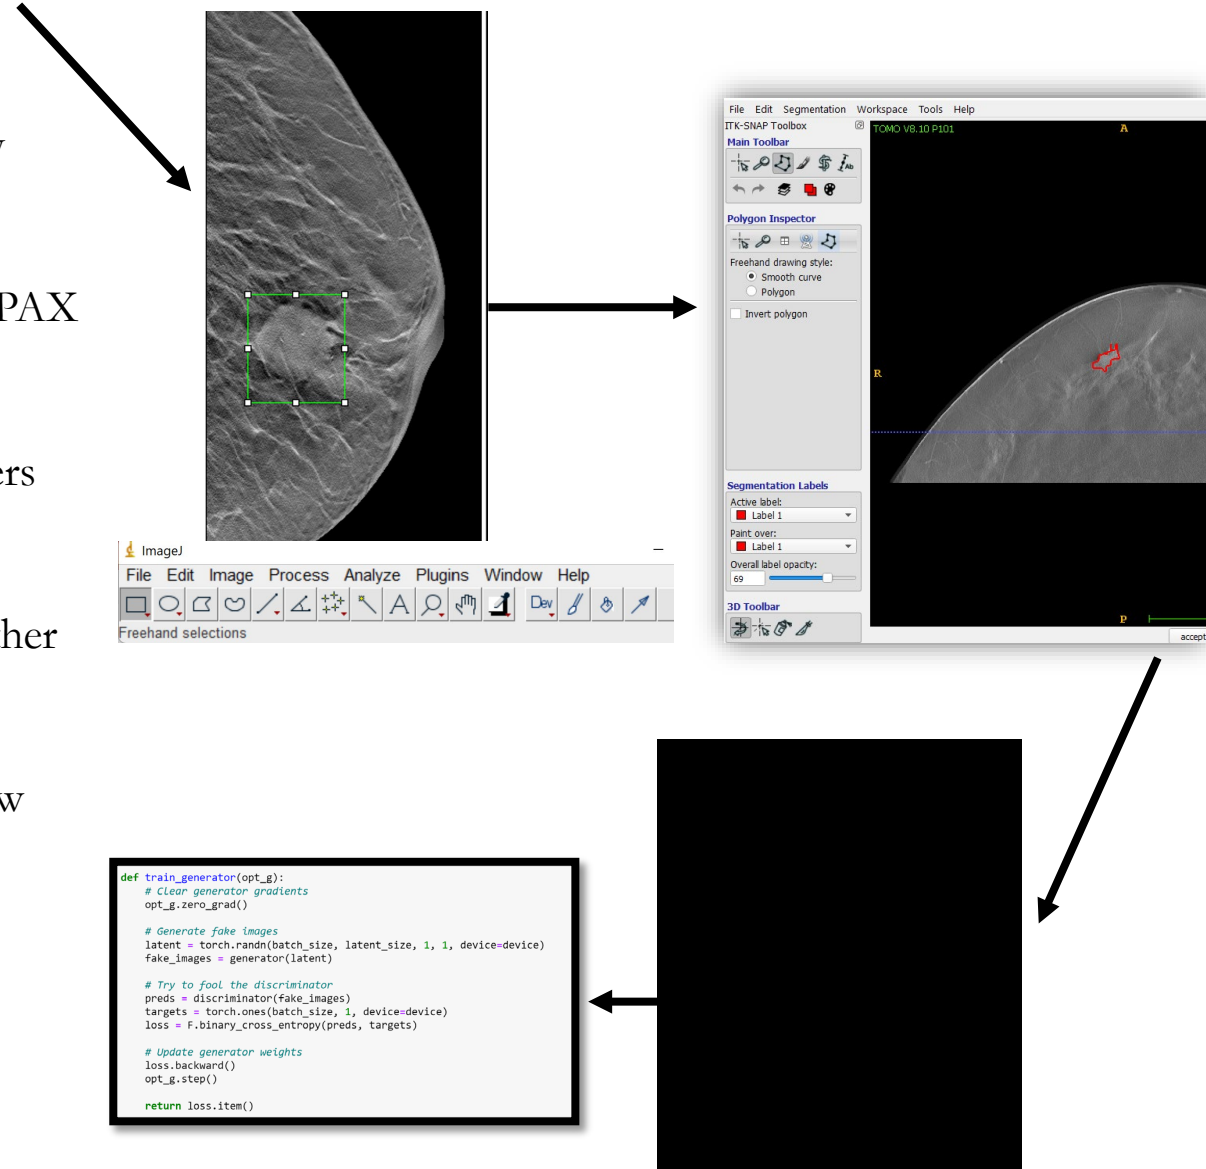 PAX
ers
her
w
File Edit Segmentation Workspace Tools Help
ITK-SNAP Toolbox
Main Toolbar
Polygon Inspector
Freehand drawing style:
Smooth curve
Polygon
Invert polygon
Segmentation Labels
Active label:
Label 1
Paint over:
Label 1
Overall label opacity:
69
3D Toolbar
TOMO V8.10 P101
A
R
P
accept
ImageJ
File Edit Image Process Analyze Plugins Window Help
Dev
Freehand selections
def train_generator(opt_g):
# Clear generator gradients
opt_g.zero_grad()
# Generate fake images
latent = torch.randn(batch_size, latent_size, 1, 1, device=device)
fake_images = generator(latent)
# Try to fool the discriminator
preds = discriminator(fake_images)
targets = torch.ones(batch_size, 1, device=device)
loss = F.binary_cross_entropy(preds, targets)
# Update generator weights
loss.backward()
opt_g.step()
return loss.item()